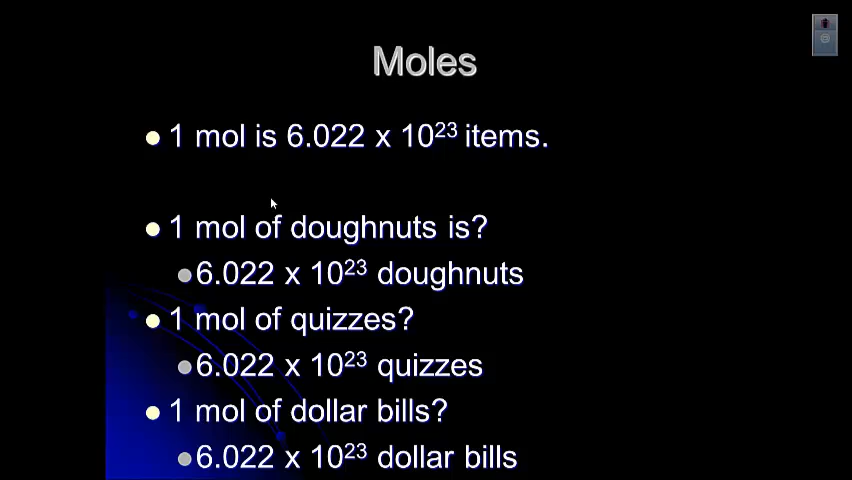 Moles
1 mol is 6.022 x 10²³ items.
1 mol of doughnuts is?
6.022 x 10²³ doughnuts
1 mol of quizzes?
6.022 x 10²³ quizzes
1 mol of dollar bills?
6.022 x 10²³ dollar bills